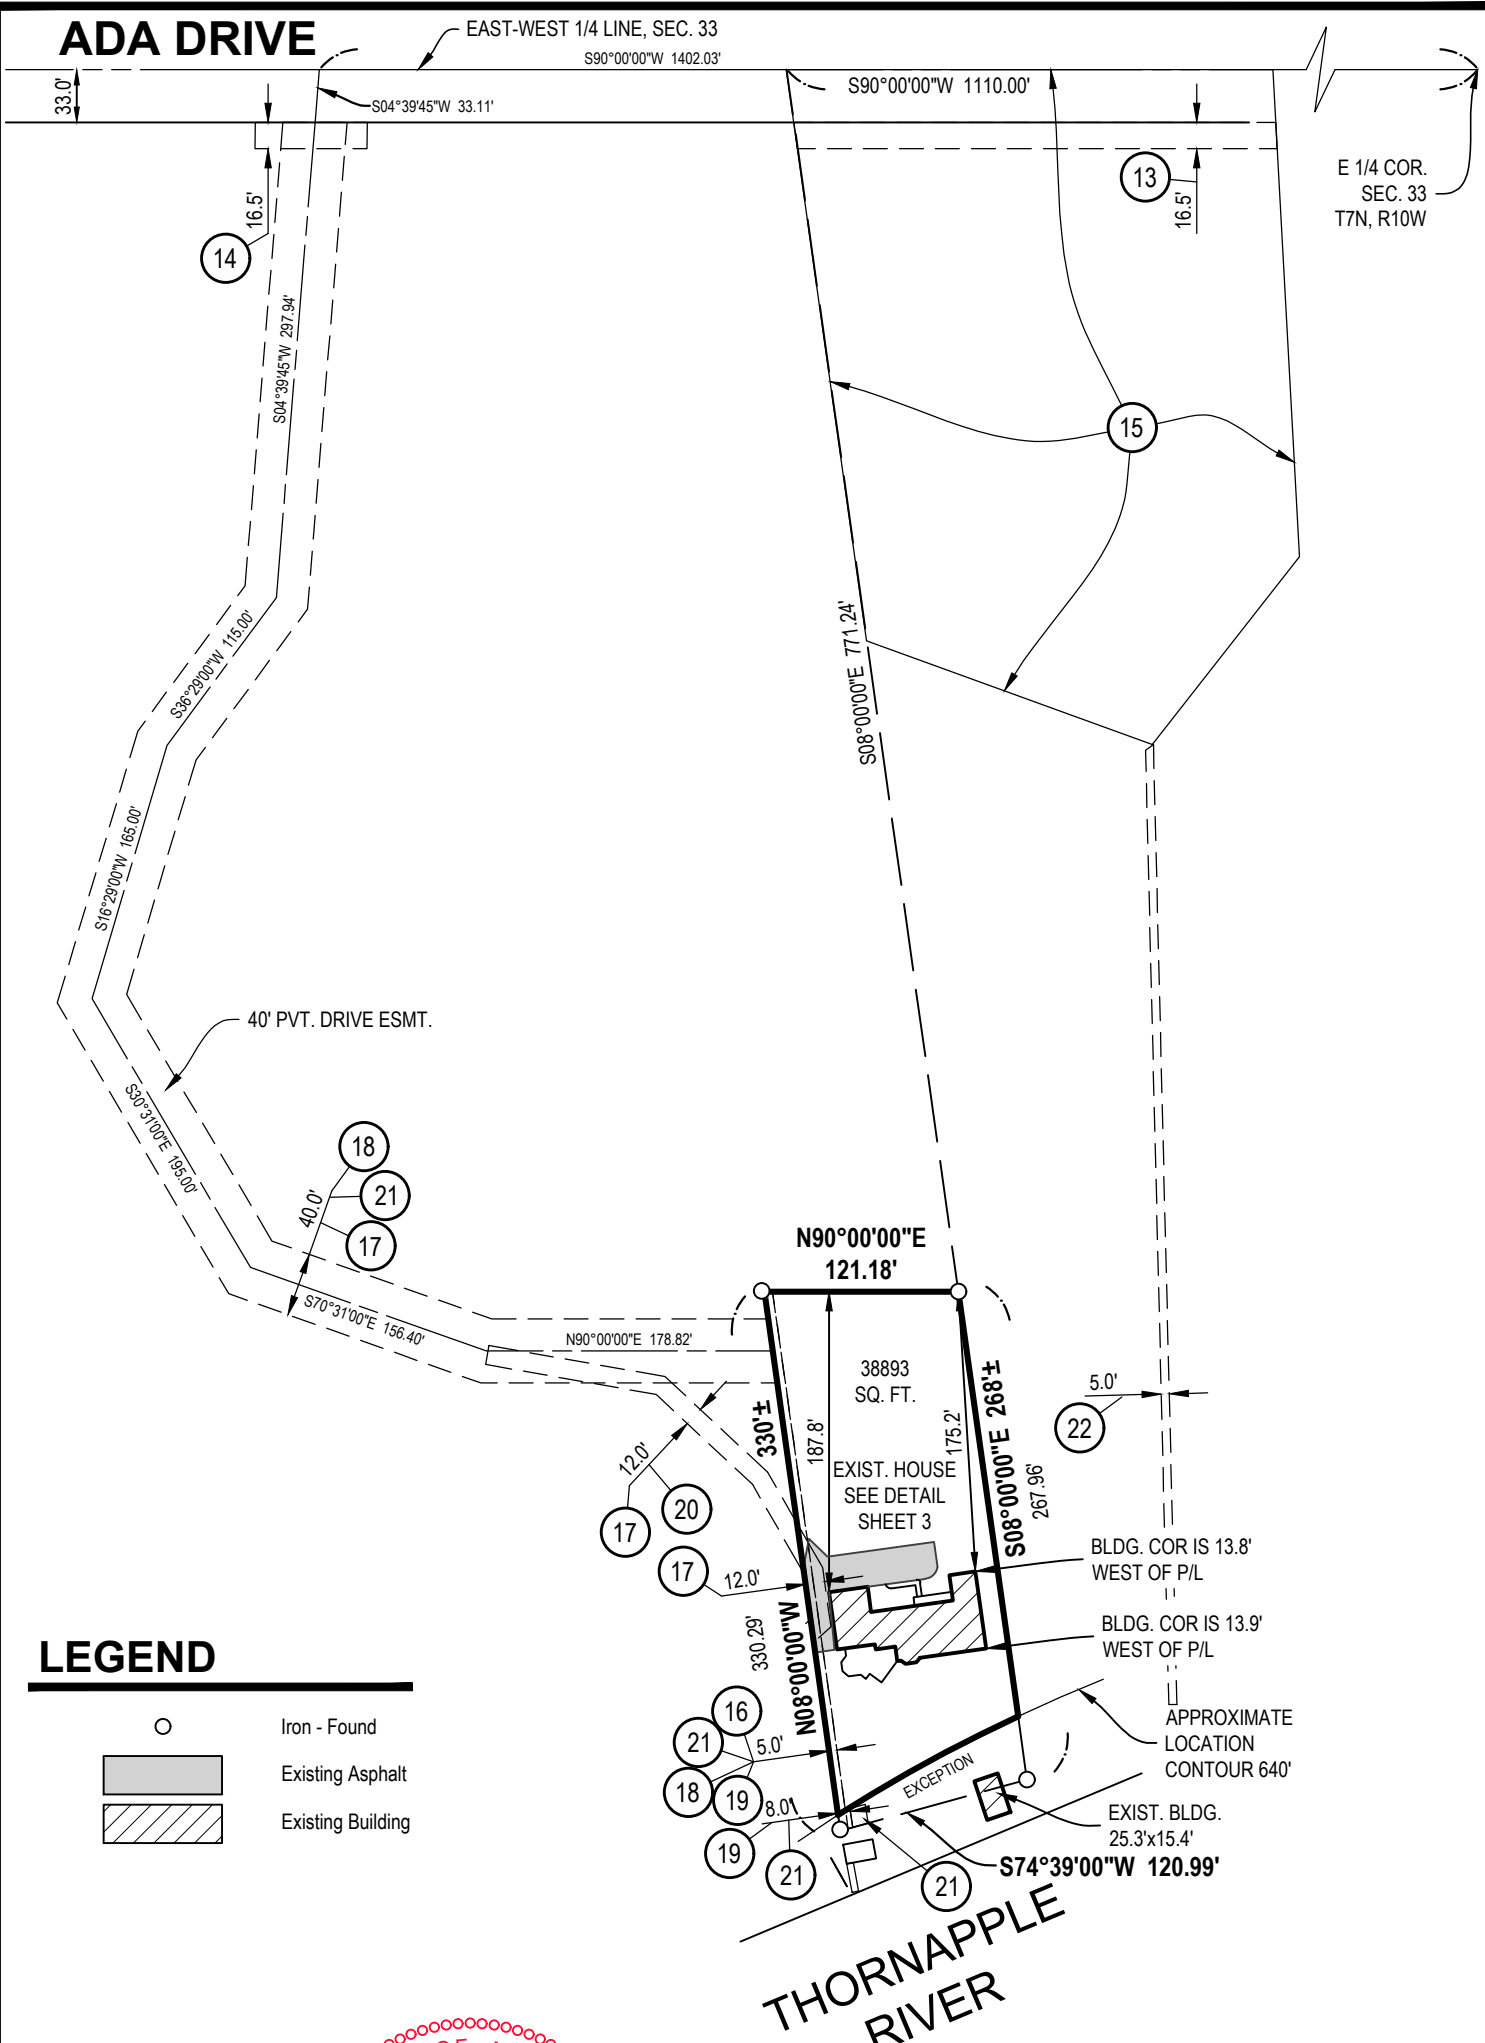 ADA DRIVE
EAST-WEST 1/4 LINE, SEC. 33
S90°00'00"W 1402.03'
S90°00'00"W 1110.00'
33.0'
S04°39'45"W 33.11'
E 1/4 COR.
SEC. 33
T7N, R10W
13
16.5'
16.5'
14
S04°39'45"W 297.94'
15
S36°29'00"W 115.00'
S08°00'00"E 771.24'
S16°29'00"W 165.00'
40' PVT. DRIVE ESMT.
S30°31'00"E 195.00'
18
21
17
40.0'
S70°31'00"E 156.40'
N90°00'00"E 178.82'
N90°00'00"E
121.18'
38893
SQ. FT.
330'±
187.8'
175.2'
S08°00'00"E 268'±
267.96'
5.0'
22
EXIST. HOUSE
SEE DETAIL
SHEET 3
12.0'
20
17
17
12.0'
BLDG. COR IS 13.8'
WEST OF P/L
BLDG. COR IS 13.9'
WEST OF P/L
330.29'
N08°00'00"W
LEGEND
Iron - Found
Existing Asphalt
Existing Building
16
21
5.0'
18
19
8.0'
19
21
21
EXCEPTION
APPROXIMATE
LOCATION
CONTOUR 640'
EXIST. BLDG.
25.3'x15.4'
S74°39'00"W 120.99'
THORNAPPLE
RIVER